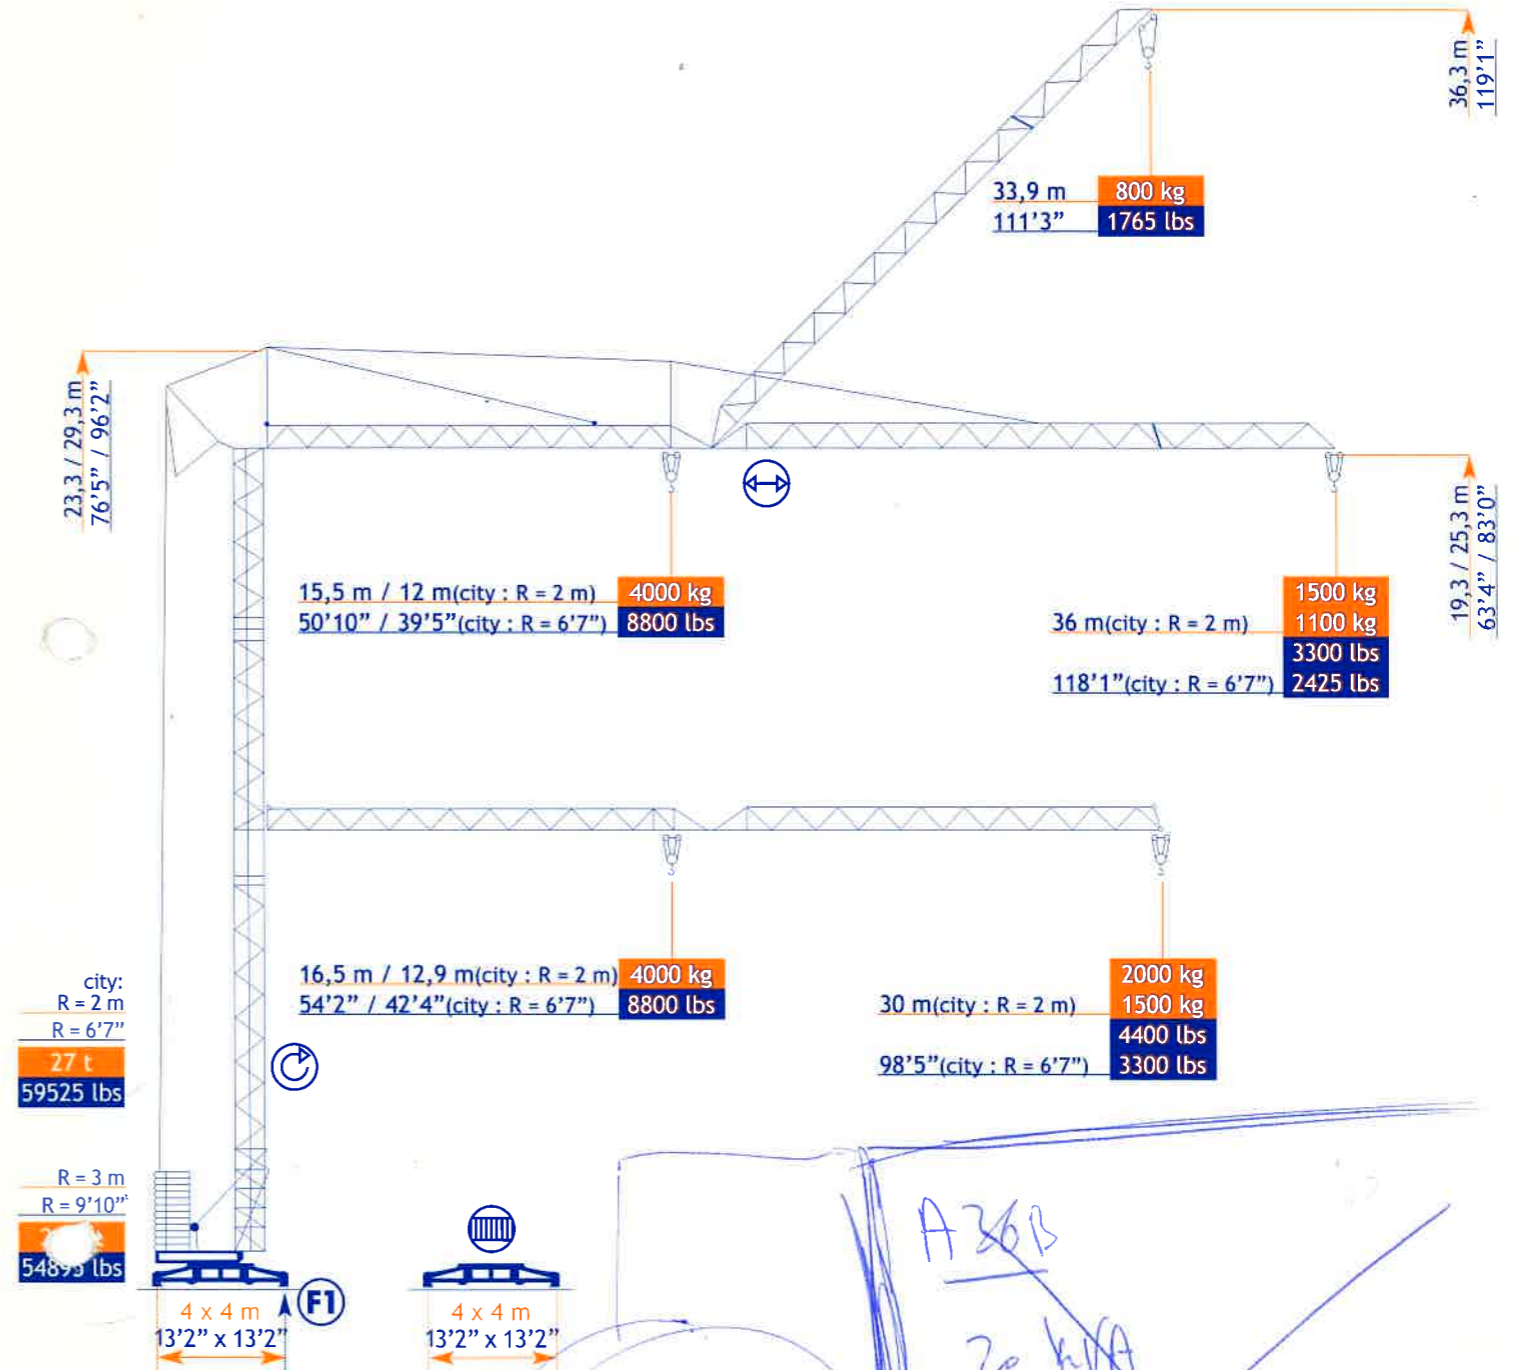 36,3 m
119'1"
33,9 m 800 kg
111'3" 1765 lbs
23,3 / 29,3 m
76'5" / 96'2"
19,3 / 25,3 m
63'4" / 83'0"
15,5 m / 12 m(city : R = 2 m) 4000 kg
50'10" / 39'5"(city : R = 6'7") 8800 lbs
1500 kg
36 m(city : R = 2 m) 1100 kg
3300 lbs
118'1"(city : R = 6'7") 2425 lbs
16,5 m / 12,9 m(city : R = 2 m) 4000 kg
54'2" / 42'4"(city : R = 6'7") 8800 lbs
2000 kg
30 m(city : R = 2 m) 1500 kg
4400 lbs
98'5"(city : R = 6'7") 3300 lbs
city:
R = 2 m
R = 6'7"
27 t
59525 lbs
R = 3 m
R = 9'10"
54895 lbs
F1
4 x 4 m
13'2" x 13'2"
4 x 4 m
13'2" x 13'2"
A36B
KVA